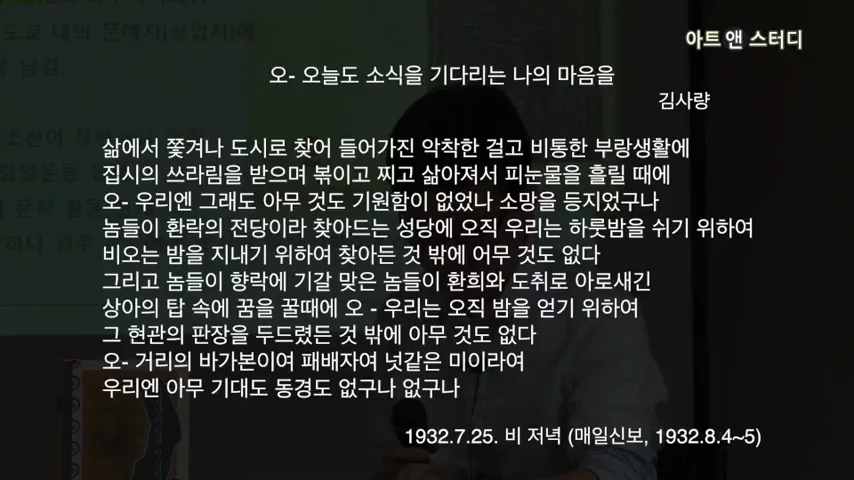 아트 앤 스터디
도쿄 내의 문예지(상업지)에
오- 오늘도 소식을 기다리는 나의 마음을
김사량
삶에서 쫓겨나 도시로 찾어 들어가진 악착한 걸고 비통한 부랑생활에
집시의 쓰라림을 받으며 볶이고 찌고 삶아져서 피눈물을 흘릴 때에
오- 우리엔 그래도 아무 것도 기원함이 없었나 소망을 등지었구나
놈들이 환락의 전당이라 찾아드는 성당에 오직 우리는 하룻밤을 쉬기 위하여
비오는 밤을 지내기 위하여 찾아든 것 밖에 어무 것도 없다
그리고 놈들이 향락에 기갈 맞은 놈들이 환희와 도취로 아로새긴
상아의 탑 속에 꿈을 꿀때에 오 - 우리는 오직 밤을 얻기 위하여
그 현관의 판장을 두드렸든 것 밖에 아무 것도 없다
오- 거리의 바가본이여 패배자여 넋같은 미이라여
우리엔 아무 기대도 동경도 없구나 없구나
1932.7.25. 비 저녁 (매일신보, 1932.8.4~5)